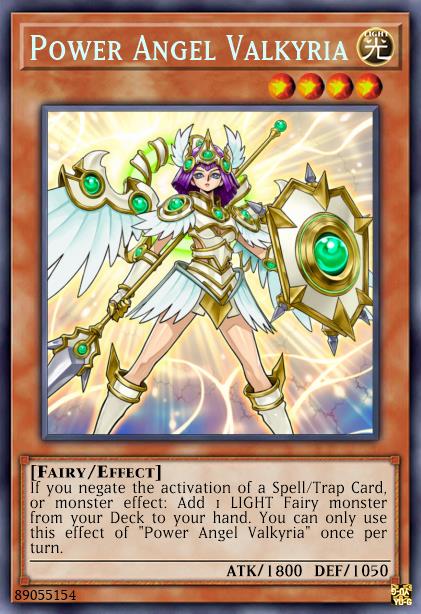 POWER ANGEL VALKYRIA
LIGHT
光
[FAIRY/EFFECT]
If you negate the activation of a Spell/Trap Card,
or monster effect: Add 1 LIGHT Fairy monster
from your Deck to your hand. You can only use
this effect of "Power Angel Valkyria" once per
turn.
ATK/1800 DEF/1050
89055154